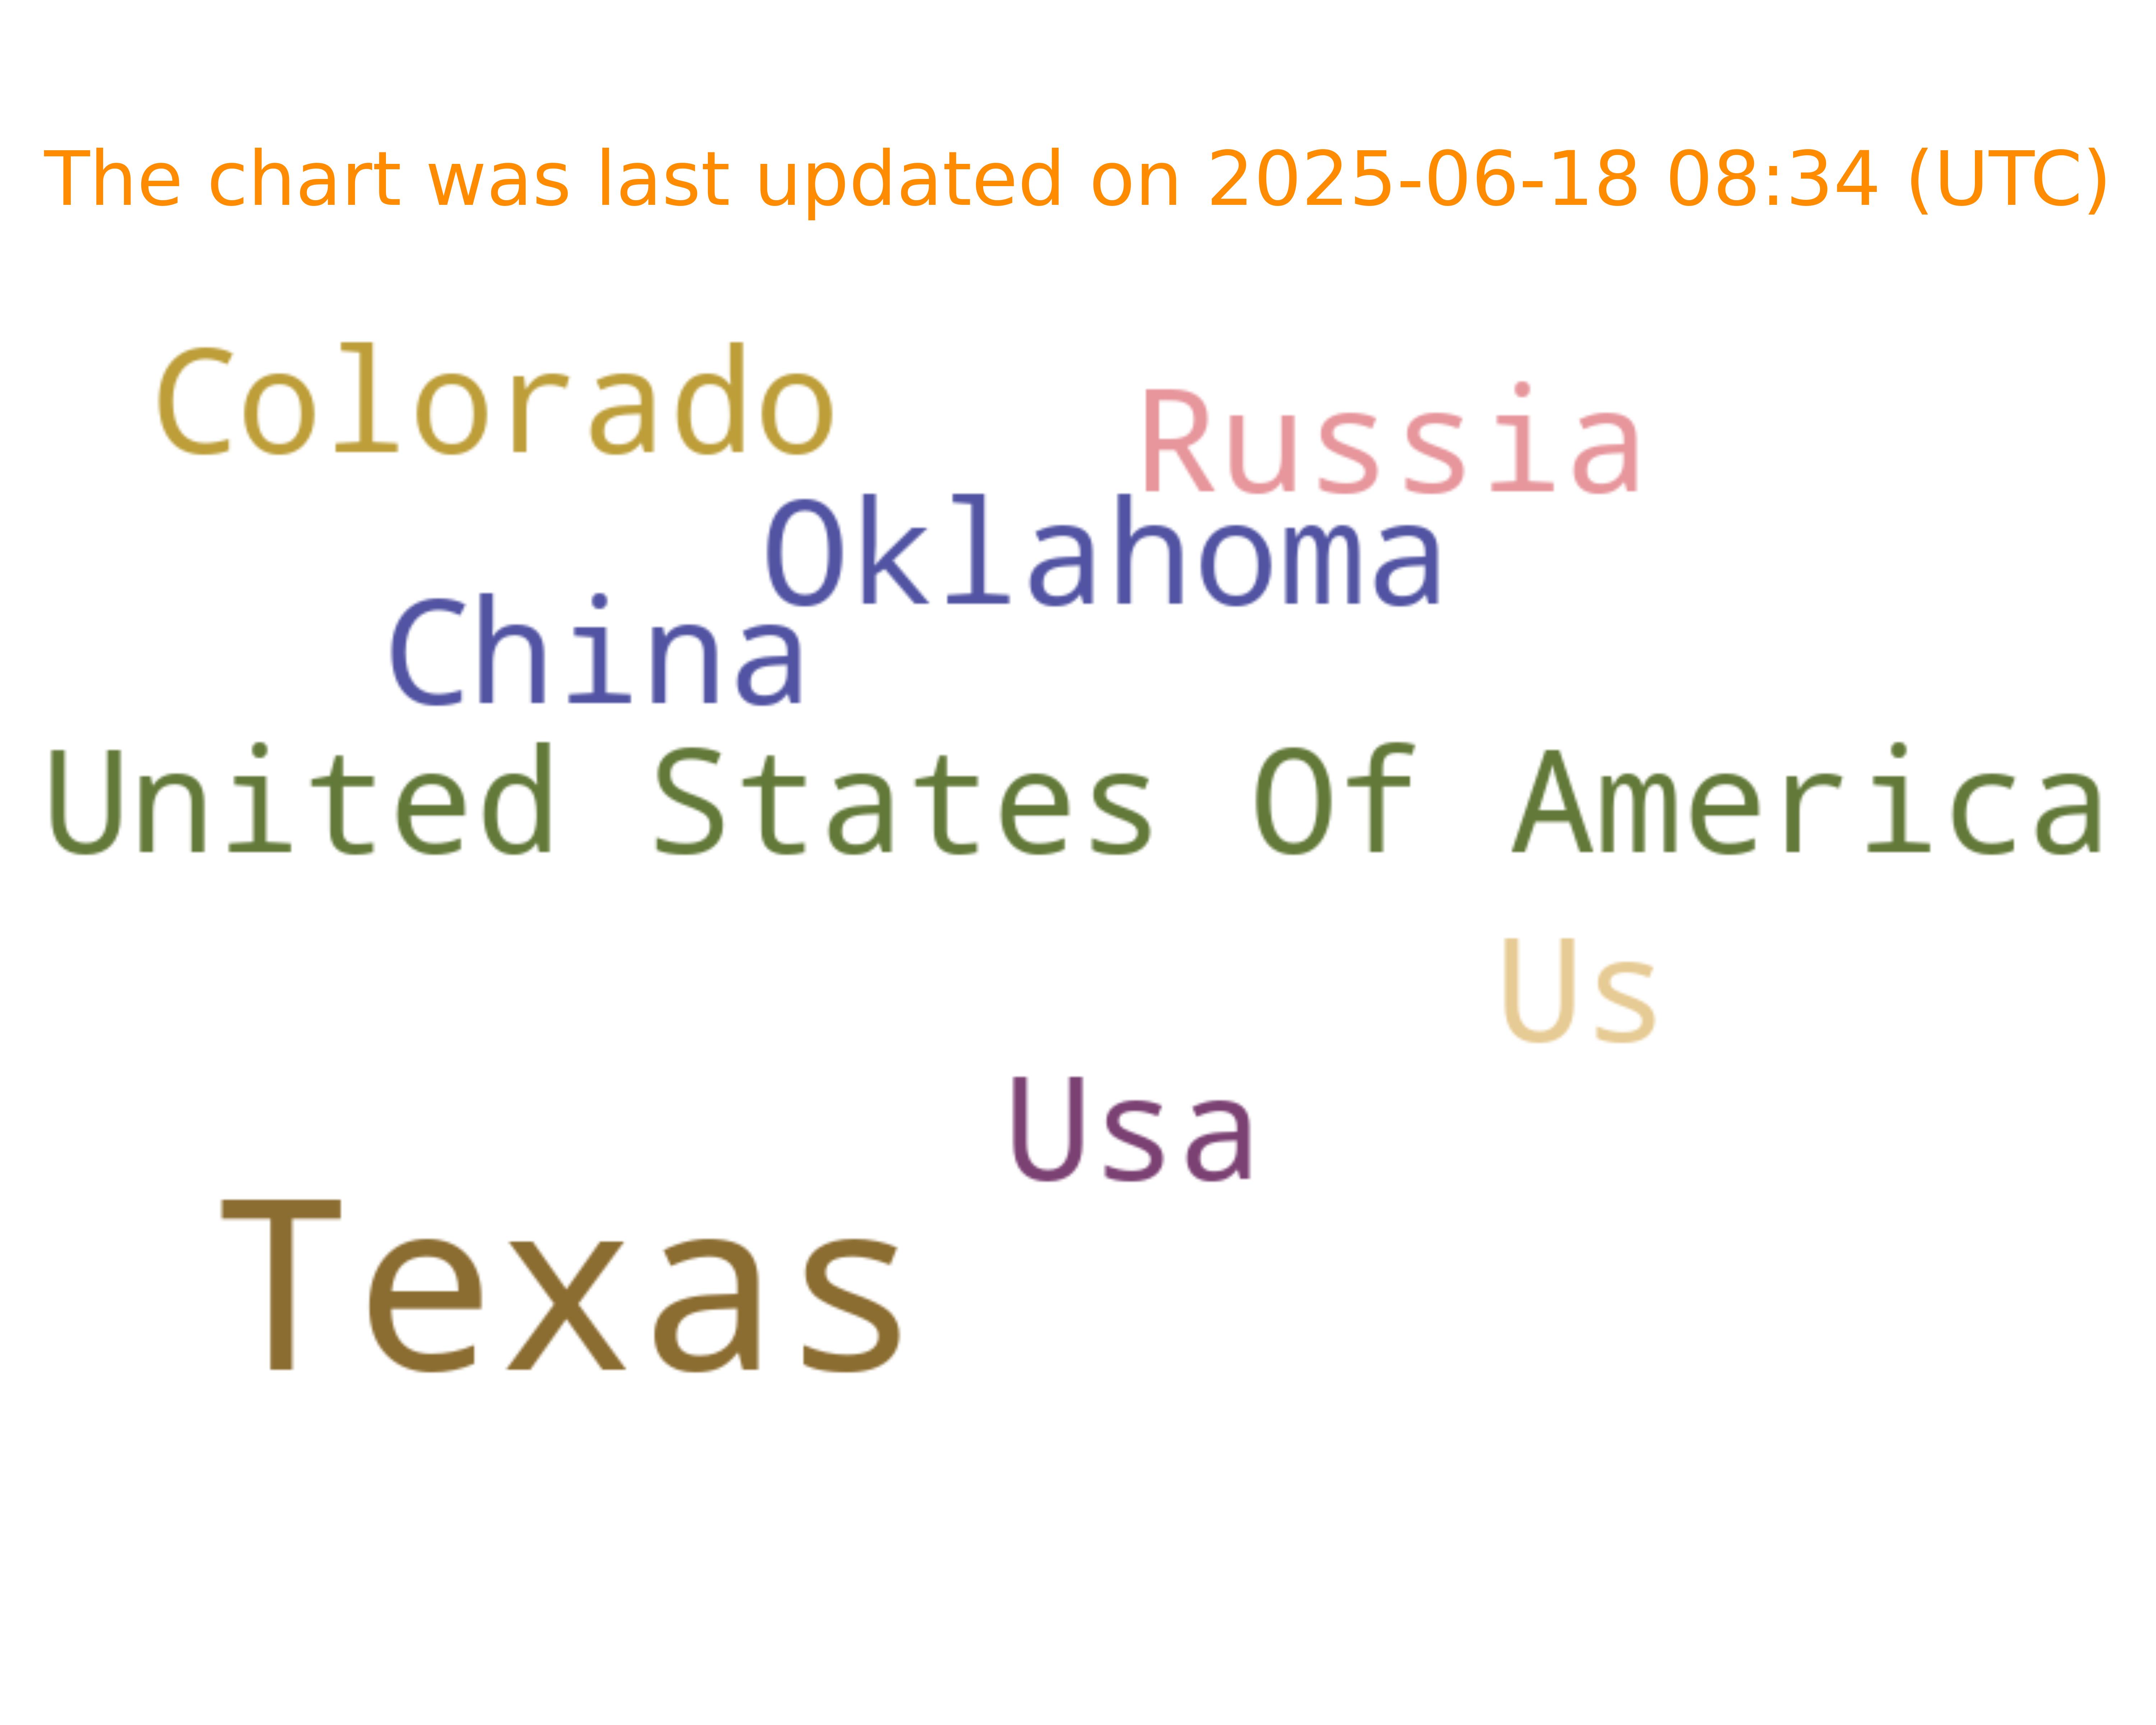 The chart was last updated on 2025-06-18 08:34 (UTC)
Colorado
Russia
Oklahoma
China
United States Of America
Us
Usa
Texas